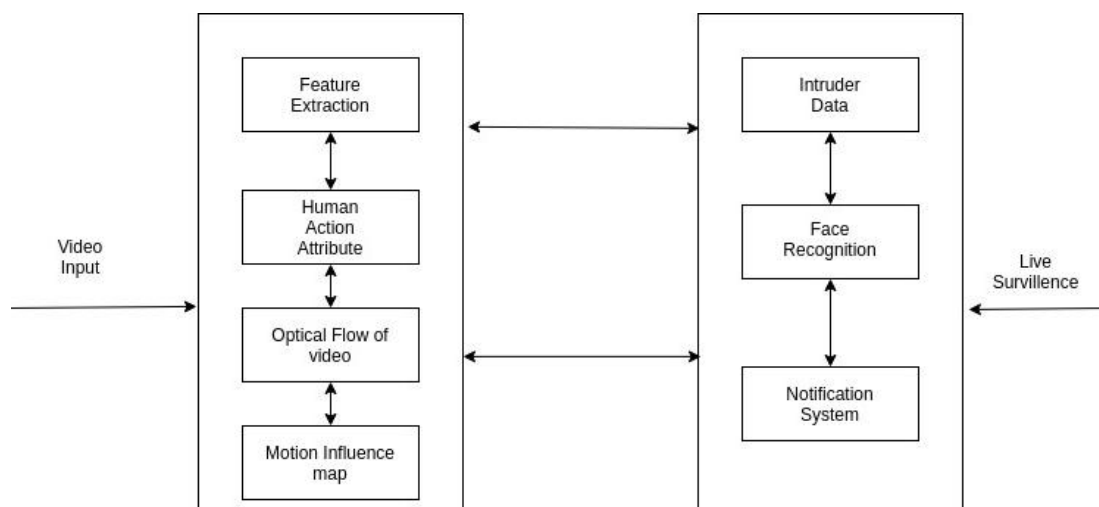 Video
Input
Feature
Extraction
Human
Action
Attribute
Optical Flow of
video
Motion Influence
map
Intruder
Data
Face
Recognition
Notification
System
Live
Survillence